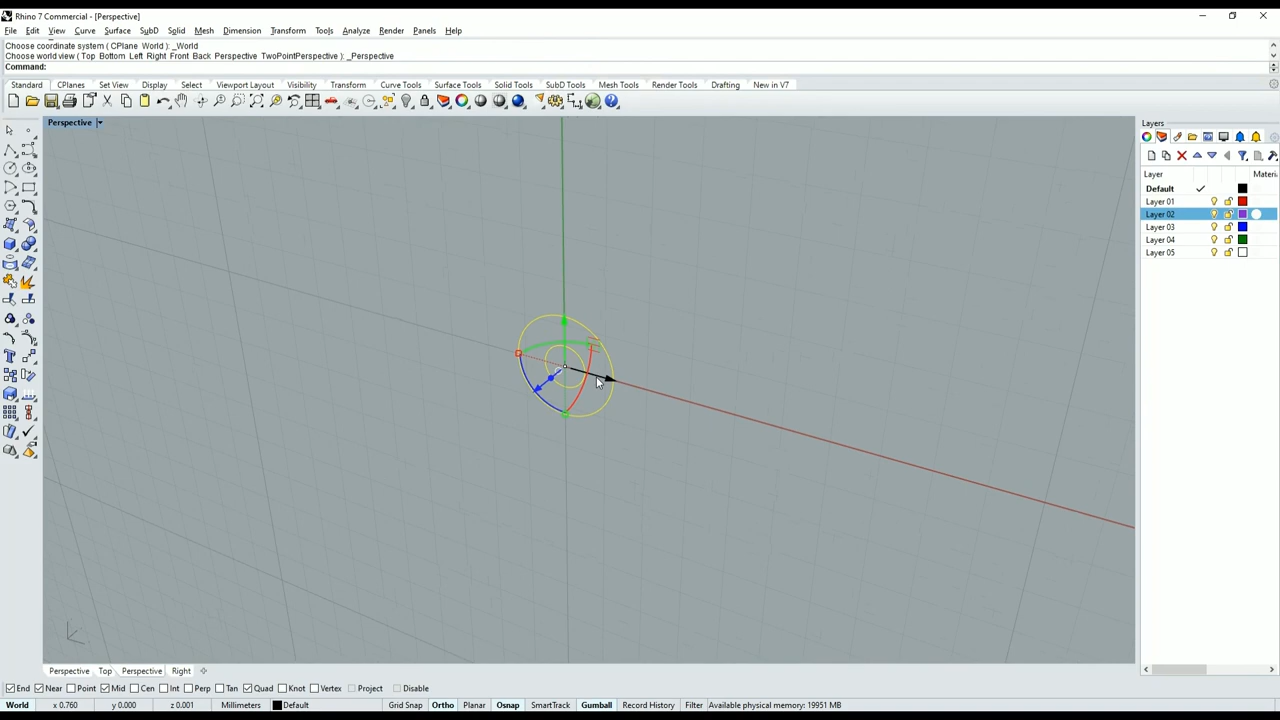 Rhino 7 Commercial - [Perspective]
File Edit View Curve Surface SubD Solid Mesh Dimension Transform Tools Analyze Render Panels Help
Choose coordinate system ( CPlane World ): _World
Choose world view ( Top Bottom Left Right Front Back Perspective TwoPointPerspective ): _Perspective
Command:
Standard CPlanes Set View Display Select Viewport Layout Visibility Transform Curve Tools Surface Tools Solid Tools SubD Tools Mesh Tools Render Tools Drafting New in V7
Perspective
Layers
Layer Materi
Default
Layer 01
Layer 02
Layer 03
Layer 04
Layer 05
Perspective Top Perspective Right
End Near Point Mid Cen Int Perp Tan Quad Knot Vertex Project Disable
World x 0.760 y 0.000 z 0.001 Millimeters Default Grid Snap Ortho Planar Osnap SmartTrack Gumball Record History Filter Available physical memory: 19951 MB